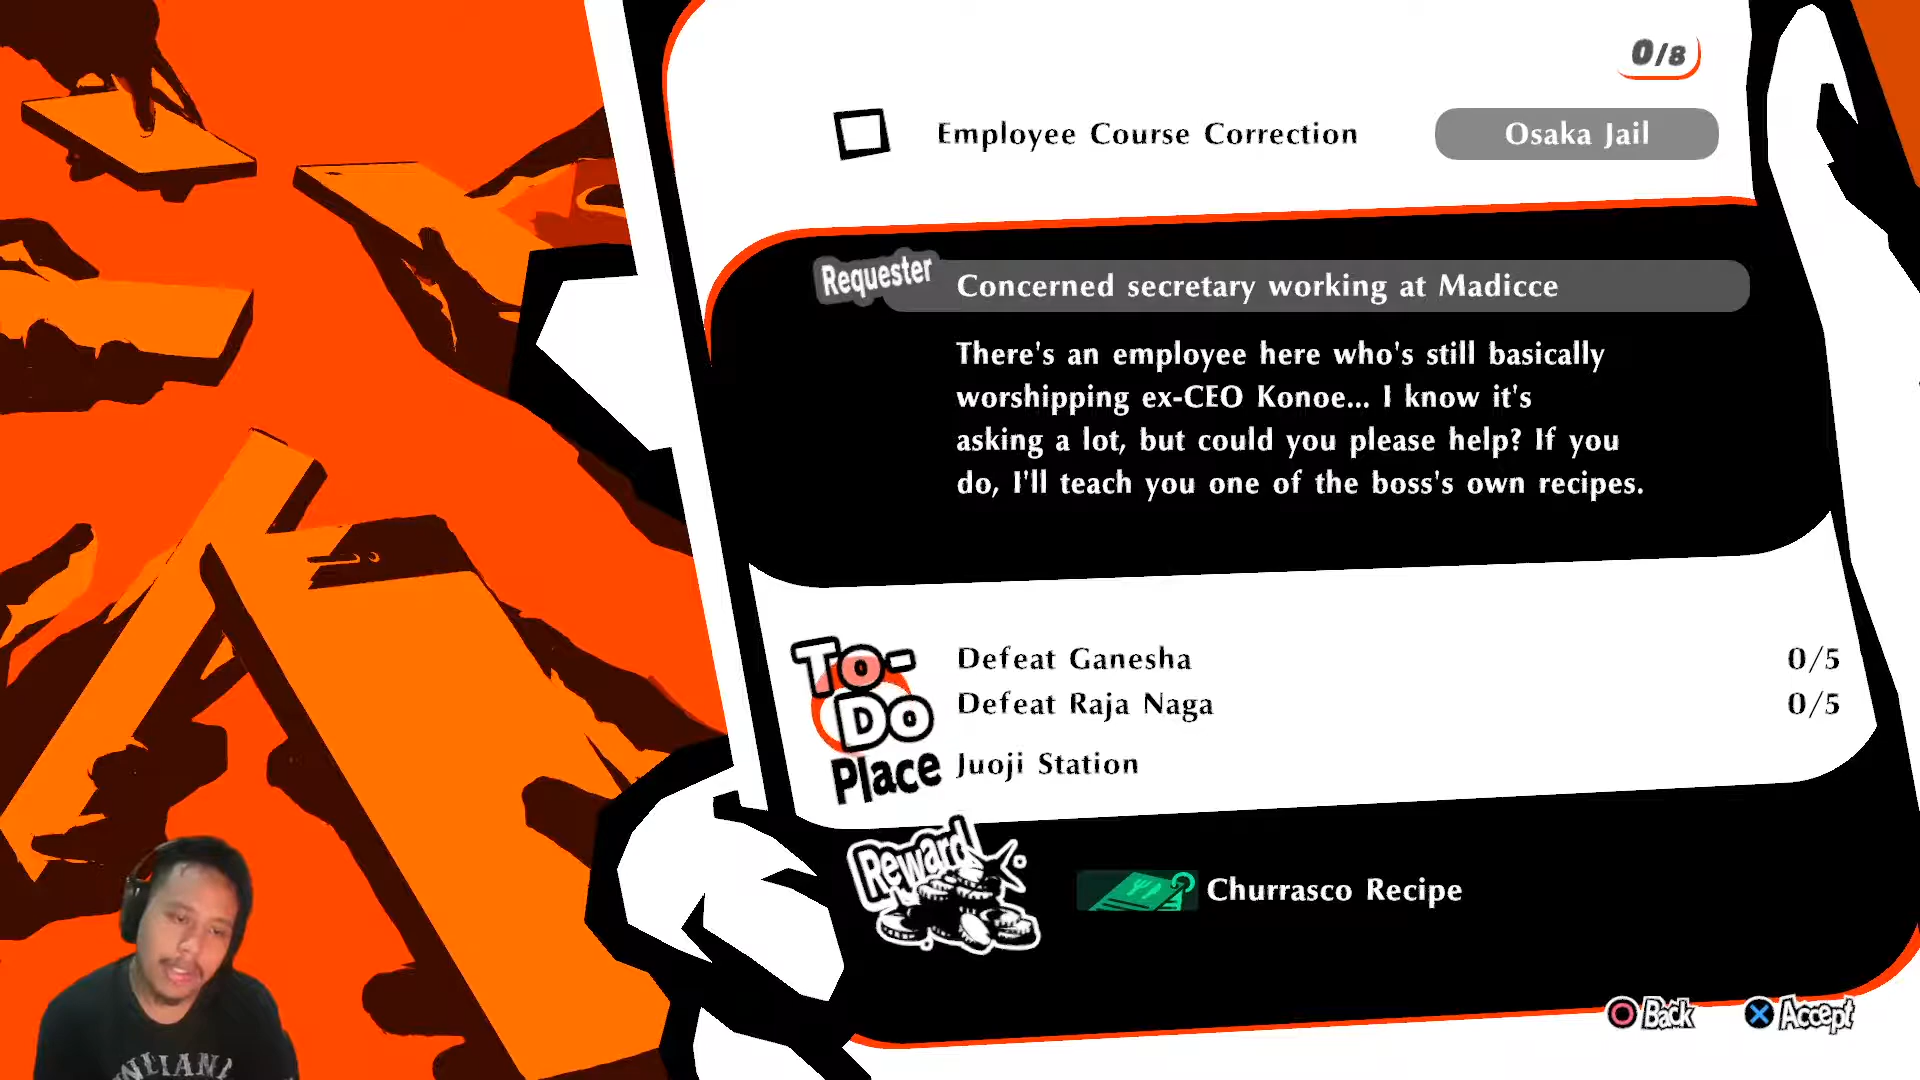 0/8
Employee Course Correction
Osaka Jail
Requester
Concerned secretary working at Madicce
There's an employee here who's still basically
worshipping ex-CEO Konoe... I know it's
asking a lot, but could you please help? If you
do, I'll teach you one of the boss's own recipes.
To-
Do
Defeat Ganesha 0/5
Defeat Raja Naga 0/5
Place
Juoji Station
Reward
Churrasco Recipe
Back
Accept